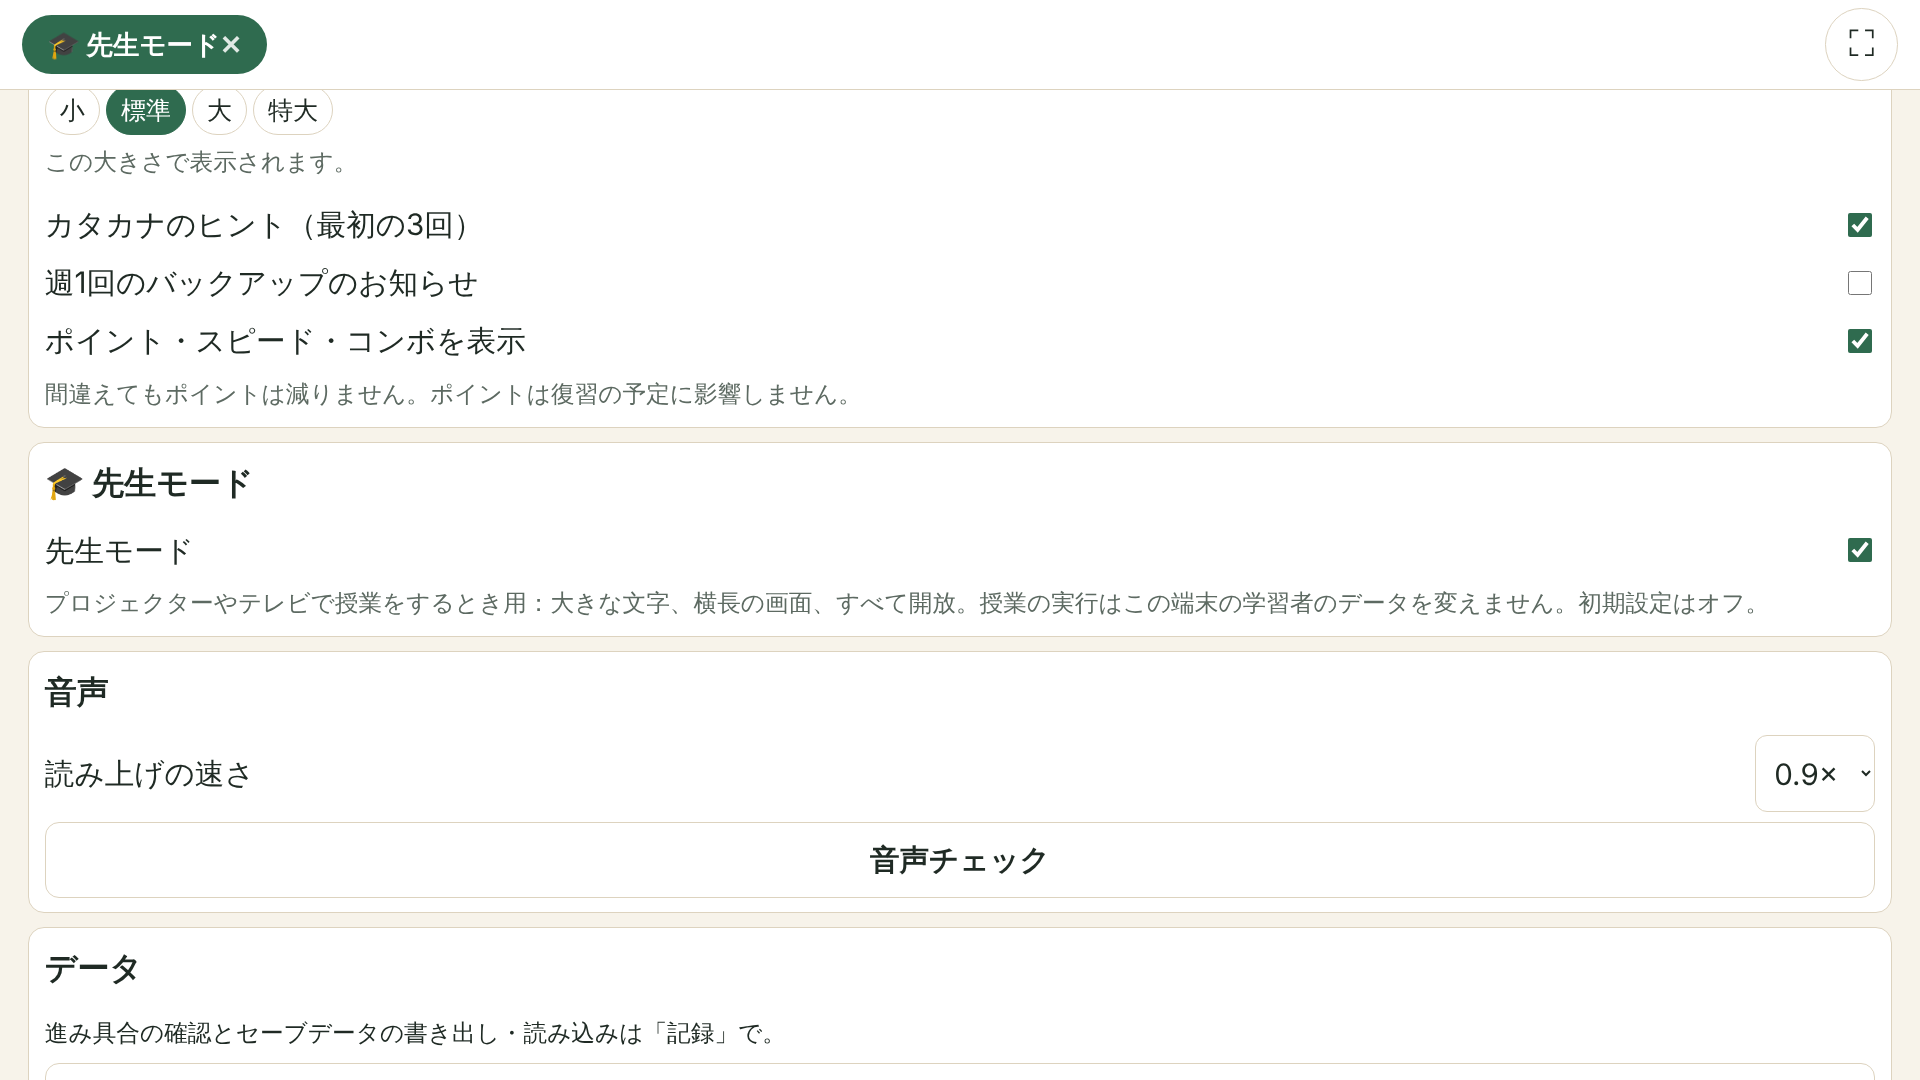 🎓 先生モード✕
小 標準 大 特大
この大きさで表示されます。
カタカナのヒント（最初の3回）
週1回のバックアップのお知らせ
ポイント・スピード・コンボを表示
間違えてもポイントは減りません。ポイントは復習の予定に影響しません。
🎓 先生モード
先生モード
プロジェクターやテレビで授業をするとき用：大きな文字、横長の画面、すべて開放。授業の実行はこの端末の学習者のデータを変えません。初期設定はオフ。
音声
読み上げの速さ
0.9×
音声チェック
データ
進み具合の確認とセーブデータの書き出し・読み込みは「記録」で。